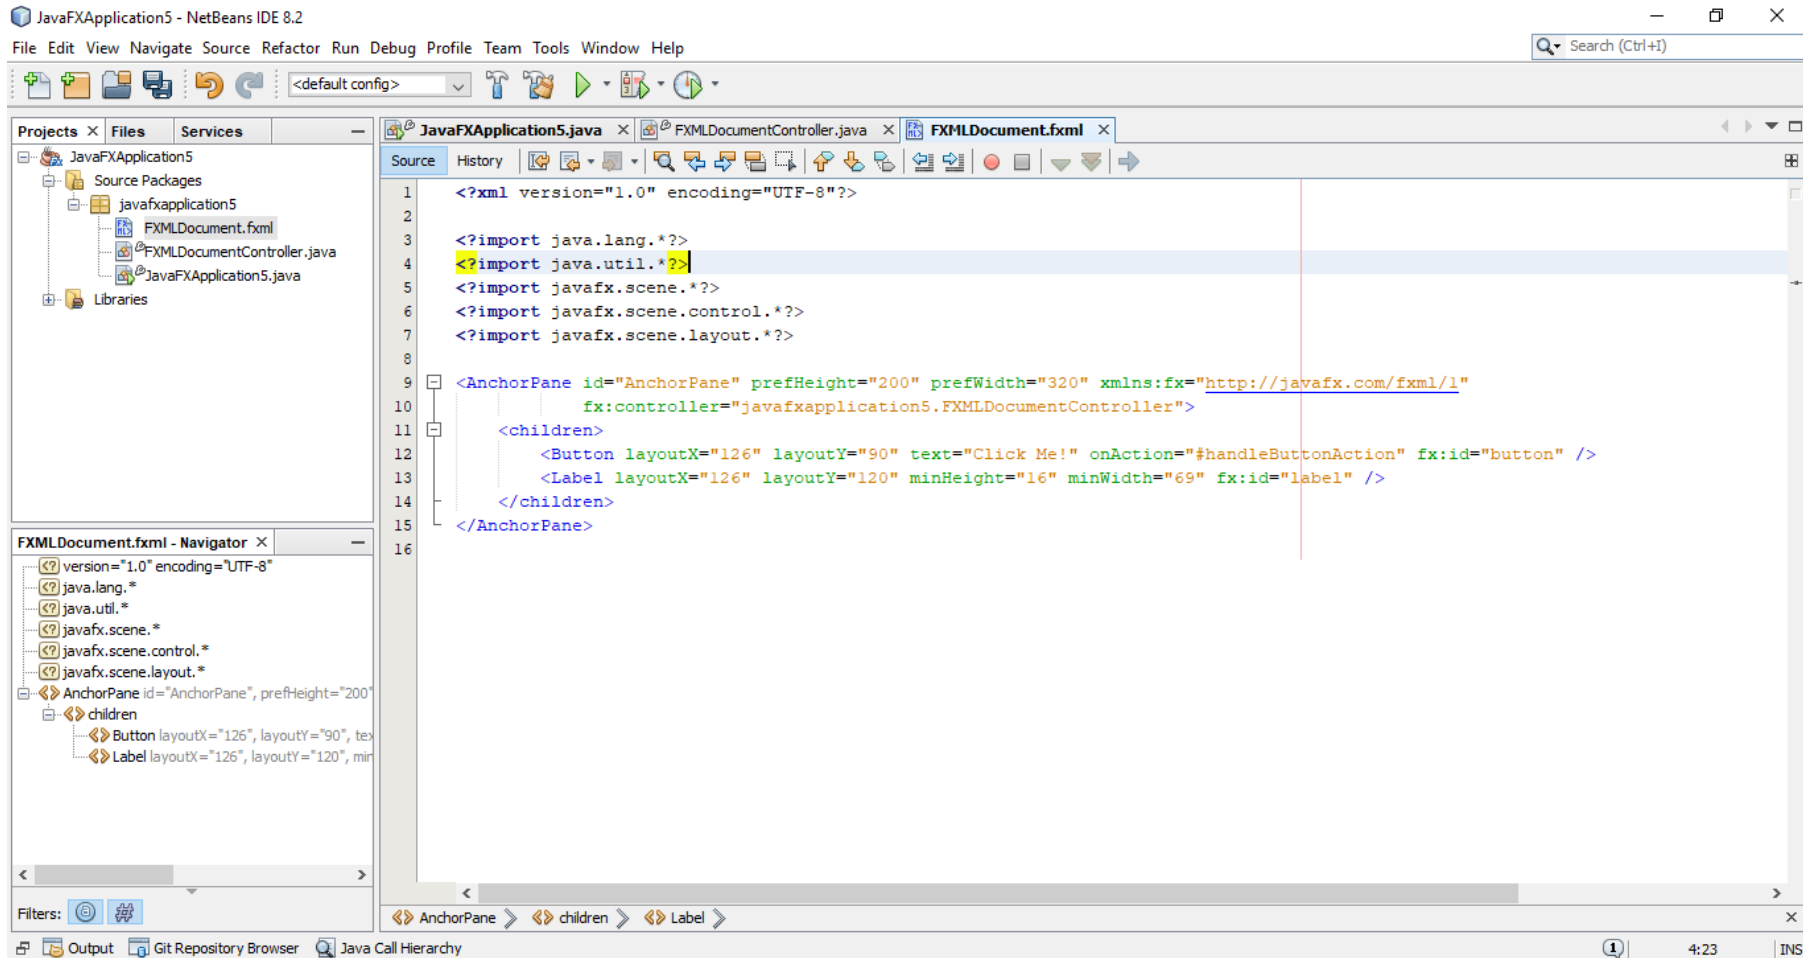 JavaFXApplication5 - NetBeans IDE 8.2
File Edit View Navigate Source Refactor Run Debug Profile Team Tools Window Help
Search (Ctrl+I)
<default config>
Projects Files Services
JavaFXApplication5
Source Packages
javafxapplication5
FXMLDocument.fxml
FXMLDocumentController.java
JavaFXApplication5.java
Libraries
FXMLDocument.fxml - Navigator
version="1.0" encoding="UTF-8"
java.lang.*
java.util.*
javafx.scene.*
javafx.scene.control.*
javafx.scene.layout.*
AnchorPane id="AnchorPane", prefHeight="200"
children
Button layoutX="126", layoutY="90", tex
Label layoutX="126", layoutY="120", min
Filters:
JavaFXApplication5.java FXMLDocumentController.java FXMLDocument.fxml
Source History
1 <?xml version="1.0" encoding="UTF-8"?>
2
3 <?import java.lang.*?>
4 <?import java.util.*?>
5 <?import javafx.scene.*?>
6 <?import javafx.scene.control.*?>
7 <?import javafx.scene.layout.*?>
8
9 <AnchorPane id="AnchorPane" prefHeight="200" prefWidth="320" xmlns:fx="http://javafx.com/fxml/1"
10 fx:controller="javafxapplication5.FXMLDocumentController">
11 <children>
12 <Button layoutX="126" layoutY="90" text="Click Me!" onAction="#handleButtonAction" fx:id="button" />
13 <Label layoutX="126" layoutY="120" minHeight="16" minWidth="69" fx:id="label" />
14 </children>
15 </AnchorPane>
16
AnchorPane children Label
Output Git Repository Browser Java Call Hierarchy
1 4:23 INS